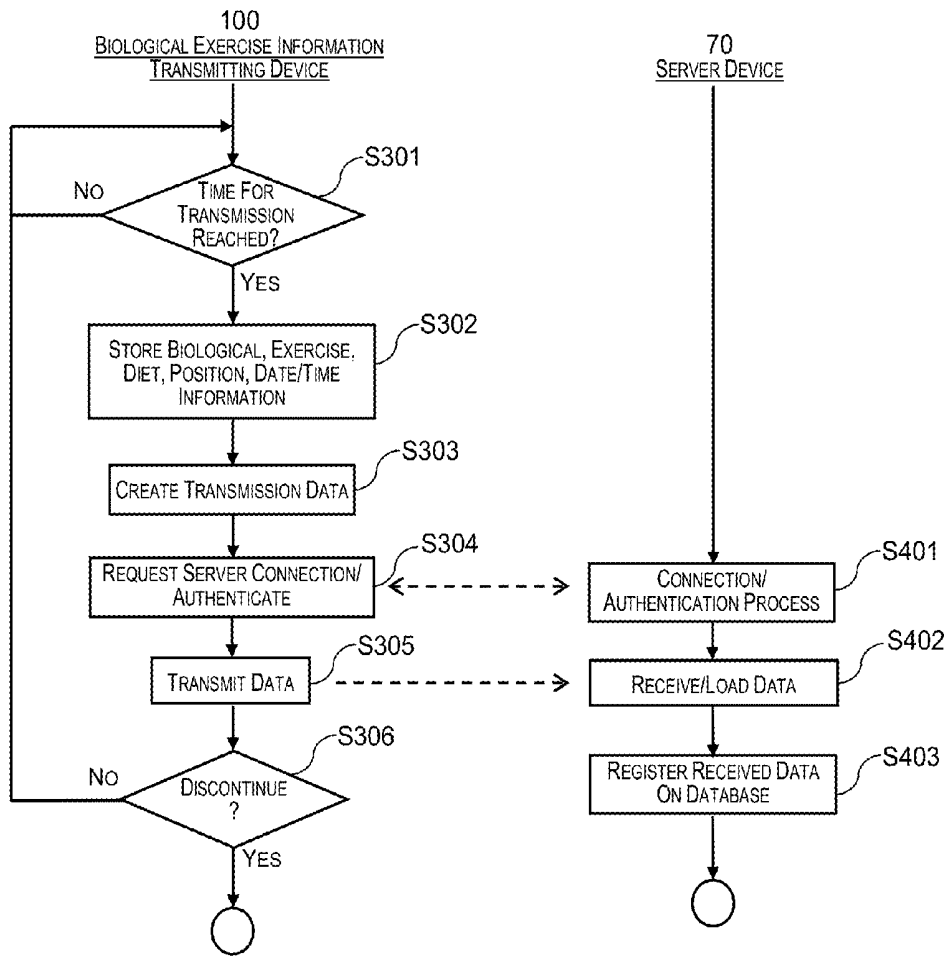 100
BIOLOGICAL EXERCISE INFORMATION
TRANSMITTING DEVICE
70
SERVER DEVICE
S301
NO
TIME FOR
TRANSMISSION
REACHED?
YES
S302
STORE BIOLOGICAL, EXERCISE,
DIET, POSITION, DATE/TIME
INFORMATION
S303
CREATE TRANSMISSION DATA
S304
REQUEST SERVER CONNECTION/
AUTHENTICATE
S401
CONNECTION/
AUTHENTICATION PROCESS
S305
TRANSMIT DATA
S402
RECEIVE/LOAD DATA
S306
NO
DISCONTINUE
?
YES
S403
REGISTER RECEIVED DATA
ON DATABASE